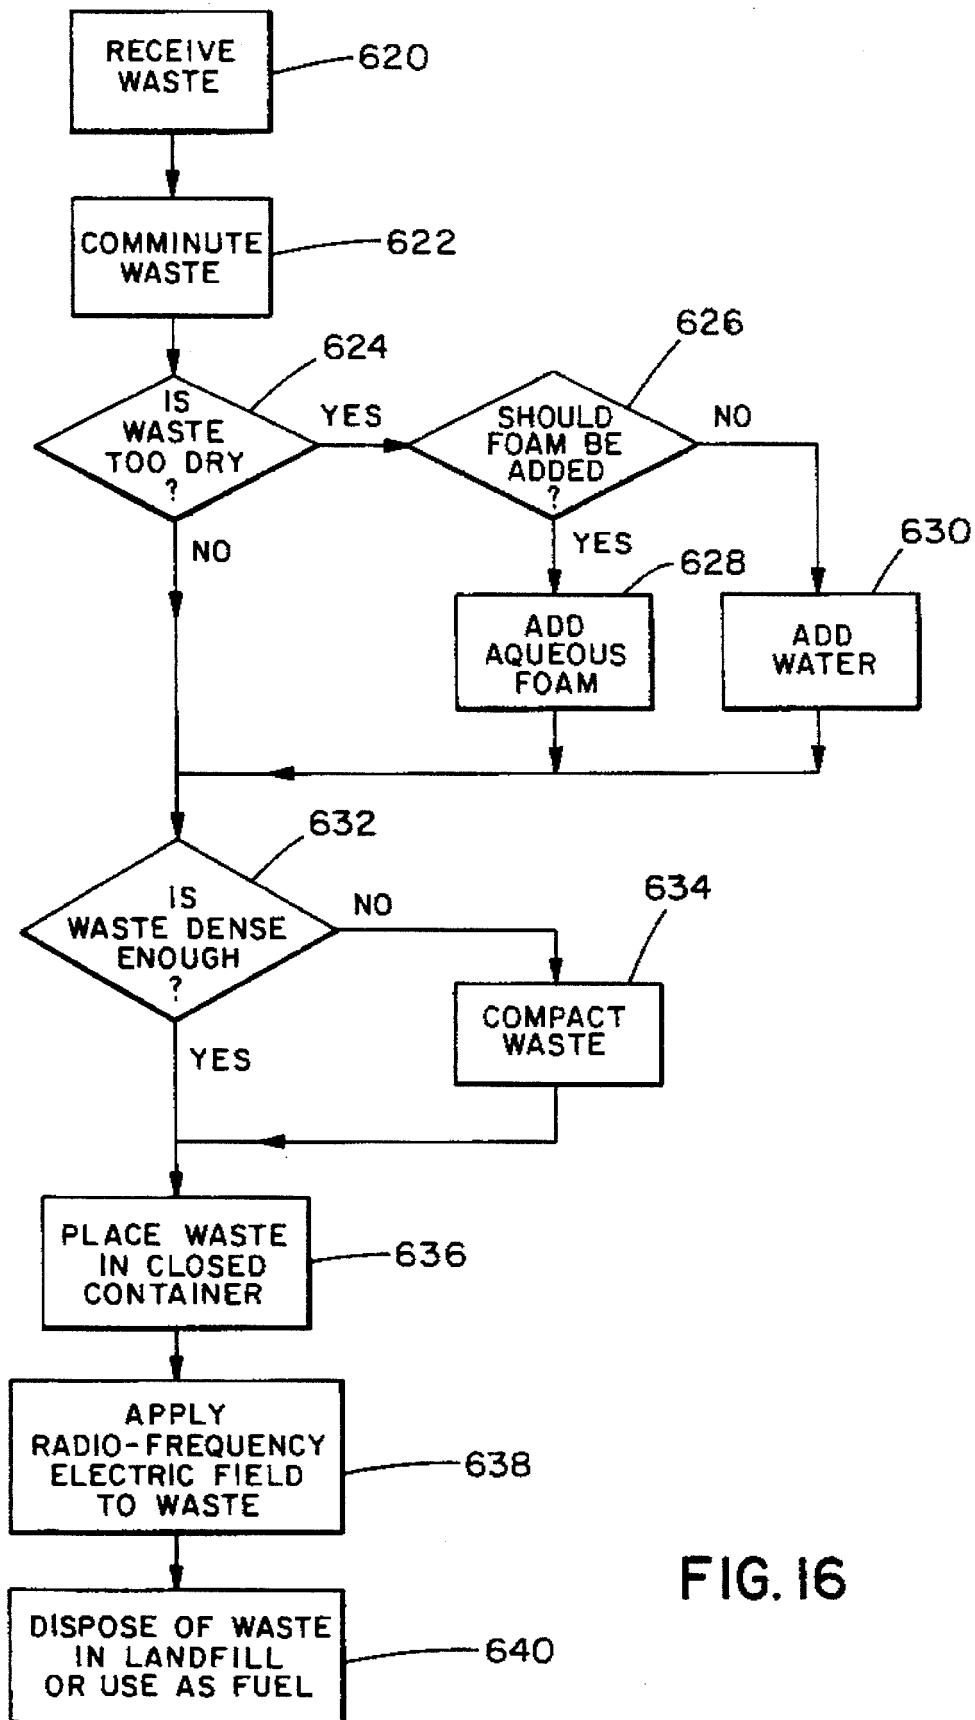 RECEIVE
WASTE
620
COMMINUTE
WASTE
622
624
IS
WASTE
TOO DRY
?
YES
NO
626
SHOULD
FOAM BE
ADDED
?
NO
YES
628
ADD
AQUEOUS
FOAM
630
ADD
WATER
632
IS
WASTE DENSE
ENOUGH
?
NO
YES
634
COMPACT
WASTE
PLACE WASTE
IN CLOSED
CONTAINER
636
APPLY
RADIO-FREQUENCY
ELECTRIC FIELD
TO WASTE
638
DISPOSE OF WASTE
IN LANDFILL
OR USE AS FUEL
640
FIG. 16